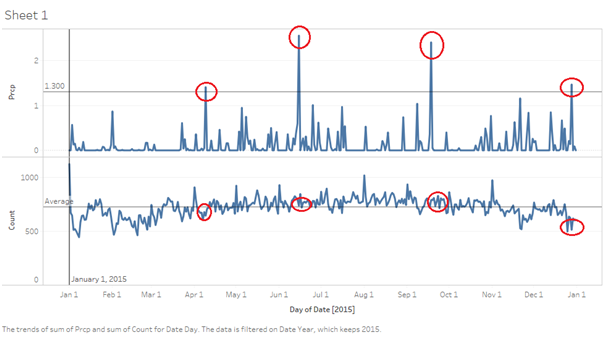 Sheet 1
Prcp
2
1.300
1
0
Count
1000
Average
500
0
January 1, 2015
Jan 1 Feb 1 Mar 1 Apr 1 May 1 Jun 1 Jul 1 Aug 1 Sep 1 Oct 1 Nov 1 Dec 1 Jan 1
Day of Date [2015]
The trends of sum of Prcp and sum of Count for Date Day. The data is filtered on Date Year, which keeps 2015.